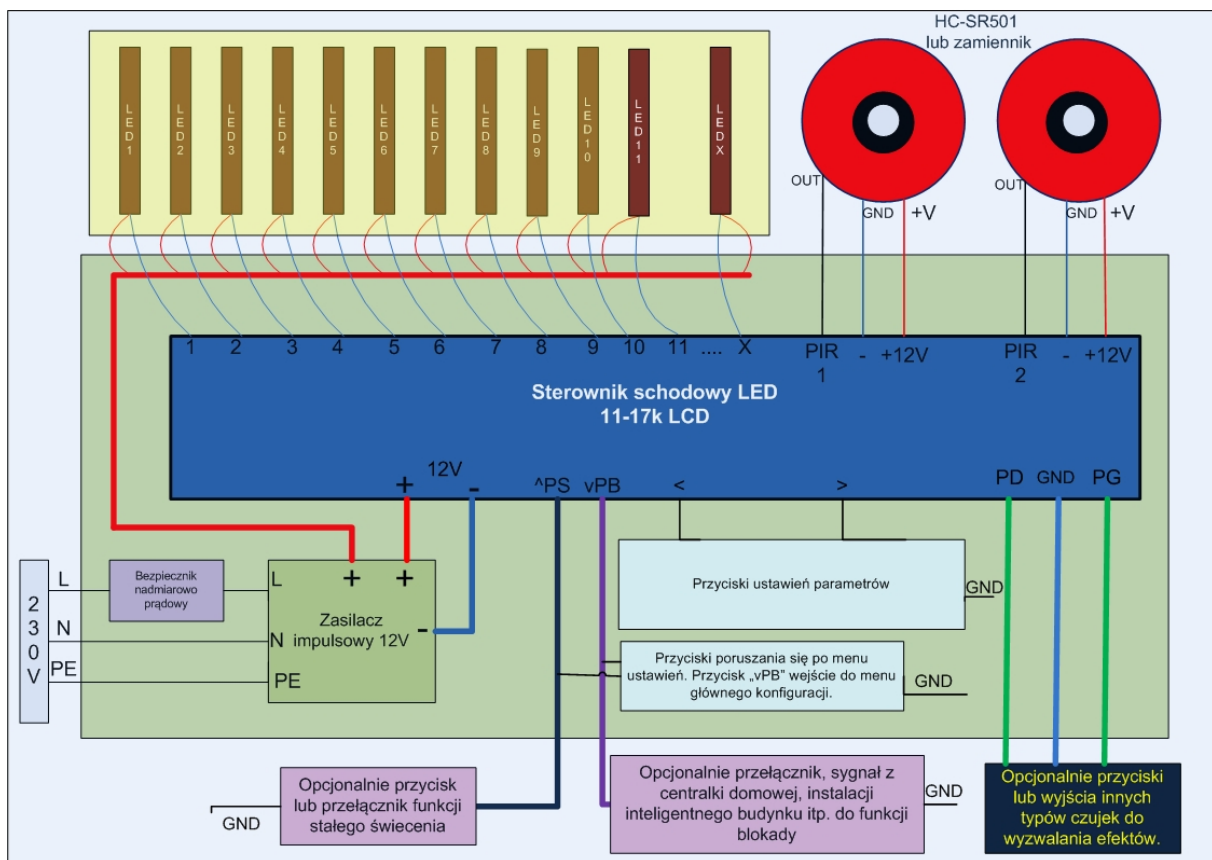 HC-SR501
lub zamiennik
LED1
LED2
LED3
LED4
LED5
LED6
LED7
LED8
LED9
LED10
LED11
LEDX
OUT
GND
+V
OUT
GND
+V
1 2 3 4 5 6 7 8 9 10 11 .... X
PIR
1
-
+12V
PIR
2
-
+12V
Sterownik schodowy LED
11-17k LCD
12V
+
-
^PS
vPB
<
>
PD
GND
PG
230V
L
N
PE
Bezpiecznik
nadmiarowo
prądowy
L
+
+
Zasilacz
impulsowy 12V
-
N
PE
Przyciski ustawień parametrów
GND
Przyciski poruszania się po menu
ustawień. Przycisk „vPB” wejście do menu
głównego konfiguracji.
GND
GND
Opcjonalnie przycisk
lub przełącznik funkcji
stałego świecenia
Opcjonalnie przełącznik, sygnał z
centralki domowej, instalacji
inteligentnego budynku itp. do funkcji
blokady
GND
Opcjonalnie przyciski
lub wyjścia innych
typów czujek do
wyzwalania efektów.